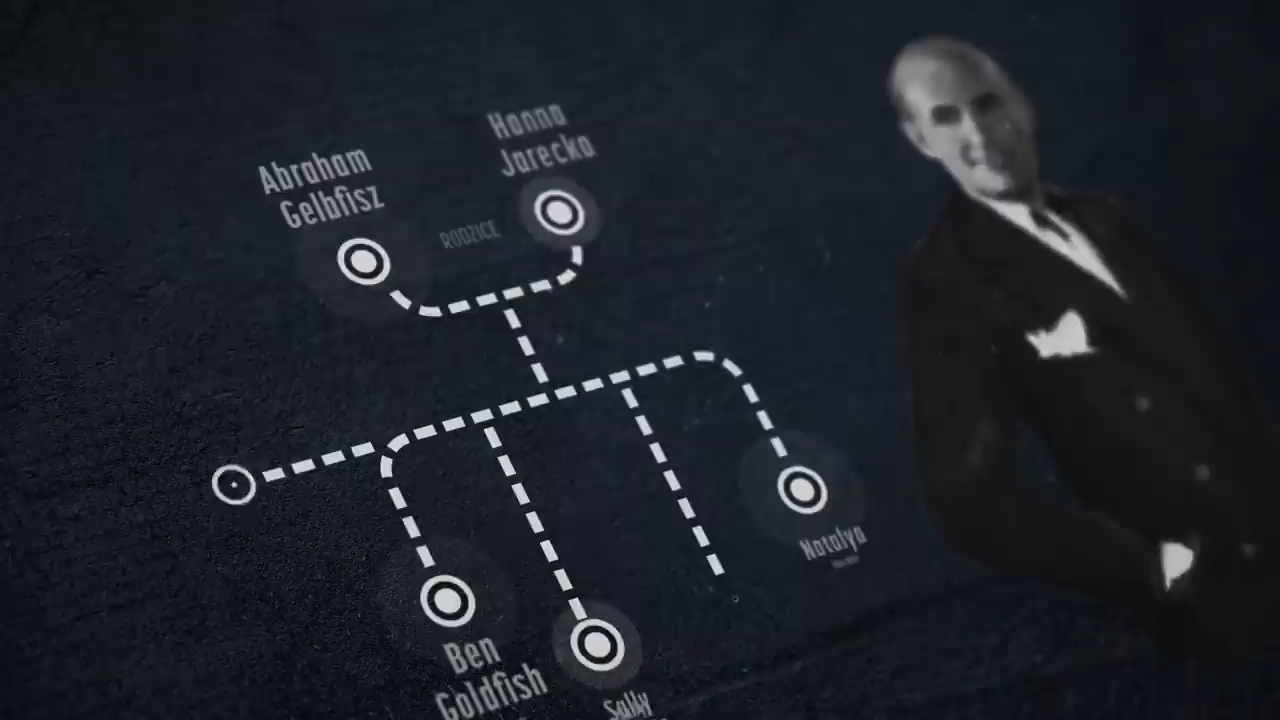 Hanna
Jarecka
Abraham
Gelbfisz
RODZICE
Natalya
Ben
Goldfish
Sally